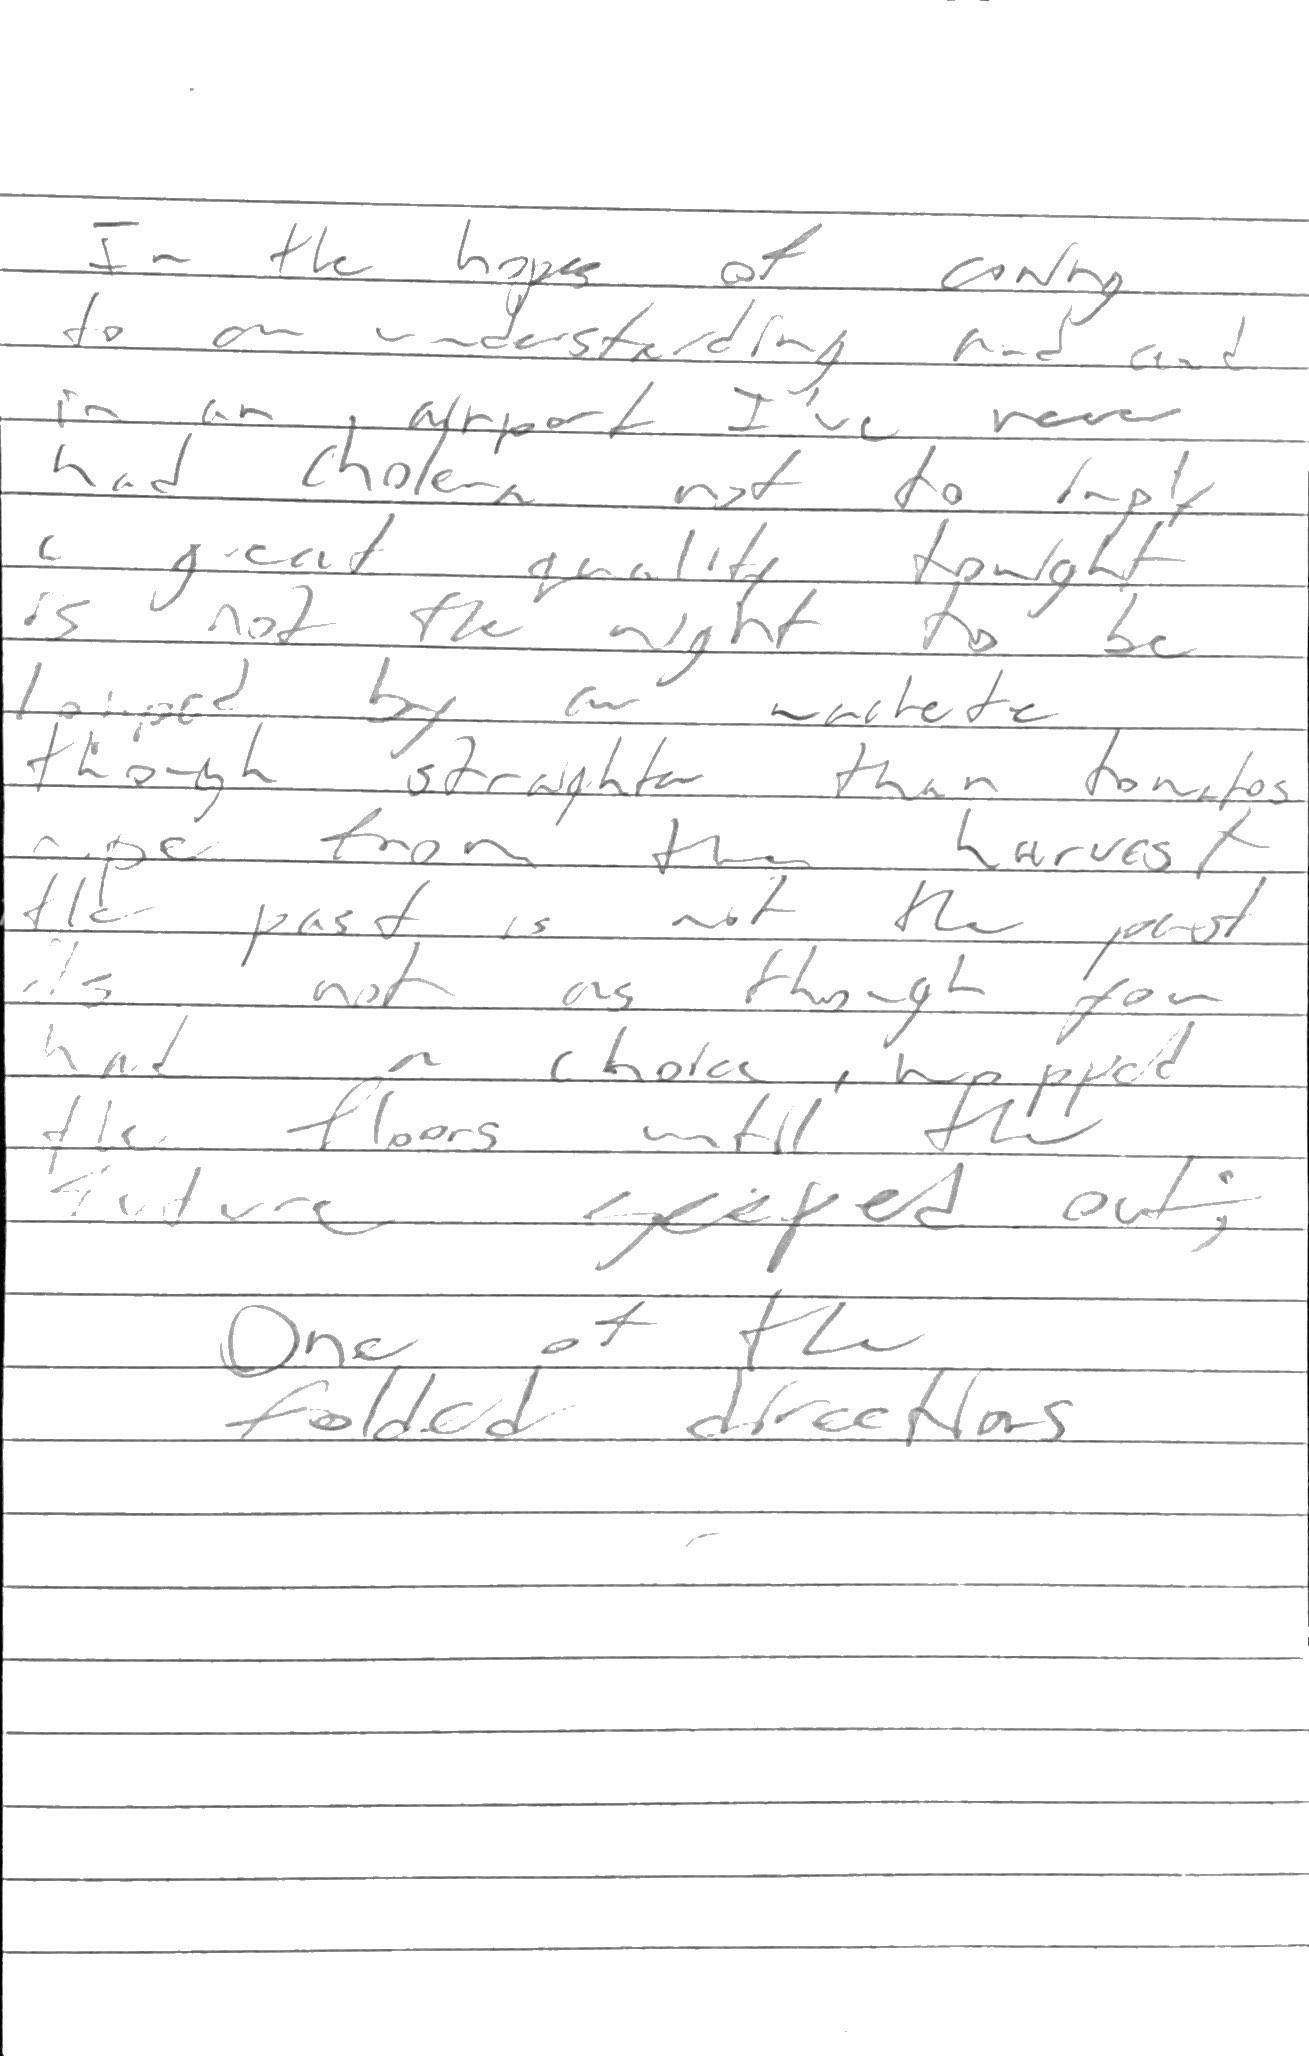 In the hopes of coming
to an understanding and and
in an airport I've never
had cholera not to imply
a great quality tonight
is not the night to be
by an machete
though straighter than tomatos
ripe from the harvest
the past is not the past
it's not as though you
had a choice, mopped
the floors until the
future seeped out;
One of the
folded directions